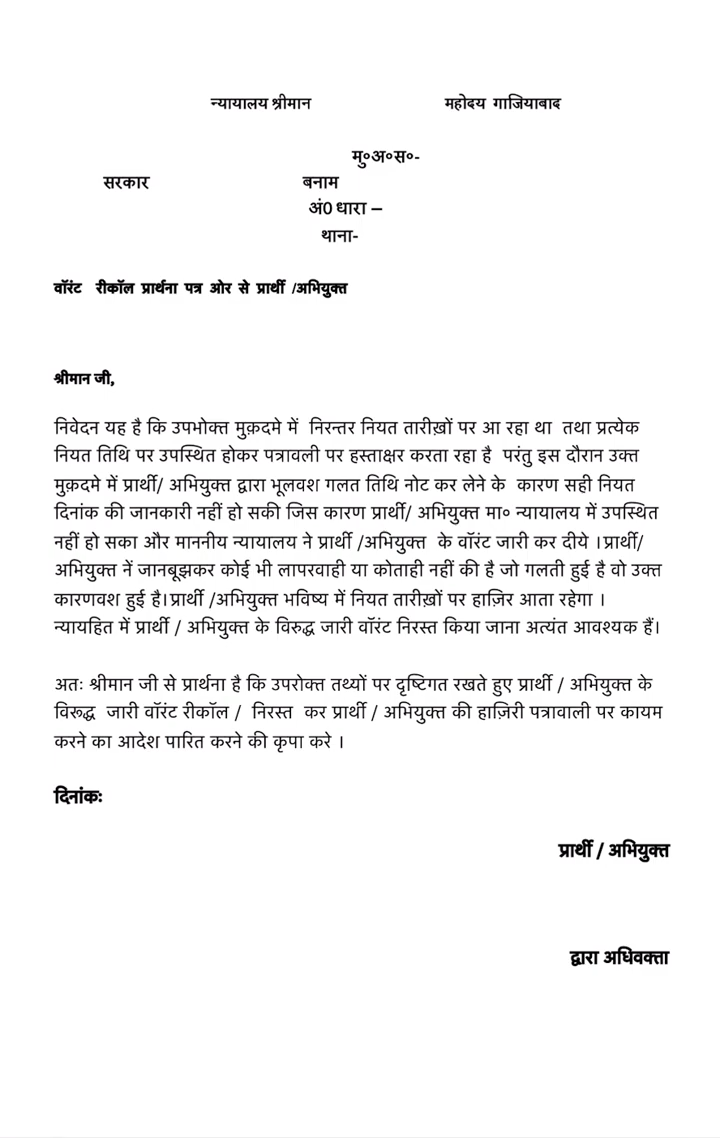 न्यायालय श्रीमान महोदय गाजियाबाद
मु०अ०स०-
सरकार बनाम
अं0 धारा –
थाना-
वॉरंट रीकॉल प्रार्थना पत्र ओर से प्रार्थी /अभियुक्त
श्रीमान जी,
निवेदन यह है कि उपभोक्त मुक़दमे में निरन्तर नियत तारीख़ों पर आ रहा था तथा प्रत्येक
नियत तिथि पर उपस्थित होकर पत्रावली पर हस्ताक्षर करता रहा है परंतु इस दौरान उक्त
मुक़दमे में प्रार्थी/ अभियुक्त द्वारा भूलवश गलत तिथि नोट कर लेने के कारण सही नियत
दिनांक की जानकारी नहीं हो सकी जिस कारण प्रार्थी/ अभियुक्त मा० न्यायालय में उपस्थित
नहीं हो सका और माननीय न्यायालय ने प्रार्थी /अभियुक्त के वॉरंट जारी कर दीये ।प्रार्थी/
अभियुक्त नें जानबूझकर कोई भी लापरवाही या कोताही नहीं की है जो गलती हुई है वो उक्त
कारणवश हुई है।प्रार्थी /अभियुक्त भविष्य में नियत तारीख़ों पर हाज़िर आता रहेगा ।
न्यायहित में प्रार्थी / अभियुक्त के विरुद्ध जारी वॉरंट निरस्त किया जाना अत्यंत आवश्यक हैं।
अतः श्रीमान जी से प्रार्थना है कि उपरोक्त तथ्यों पर दृष्टिगत रखते हुए प्रार्थी / अभियुक्त के
विरूद्ध जारी वॉरंट रीकॉल / निरस्त कर प्रार्थी / अभियुक्त की हाज़िरी पत्रावाली पर कायम
करने का आदेश पारित करने की कृपा करे ।
दिनांकः
प्रार्थी / अभियुक्त
द्वारा अधिवक्ता